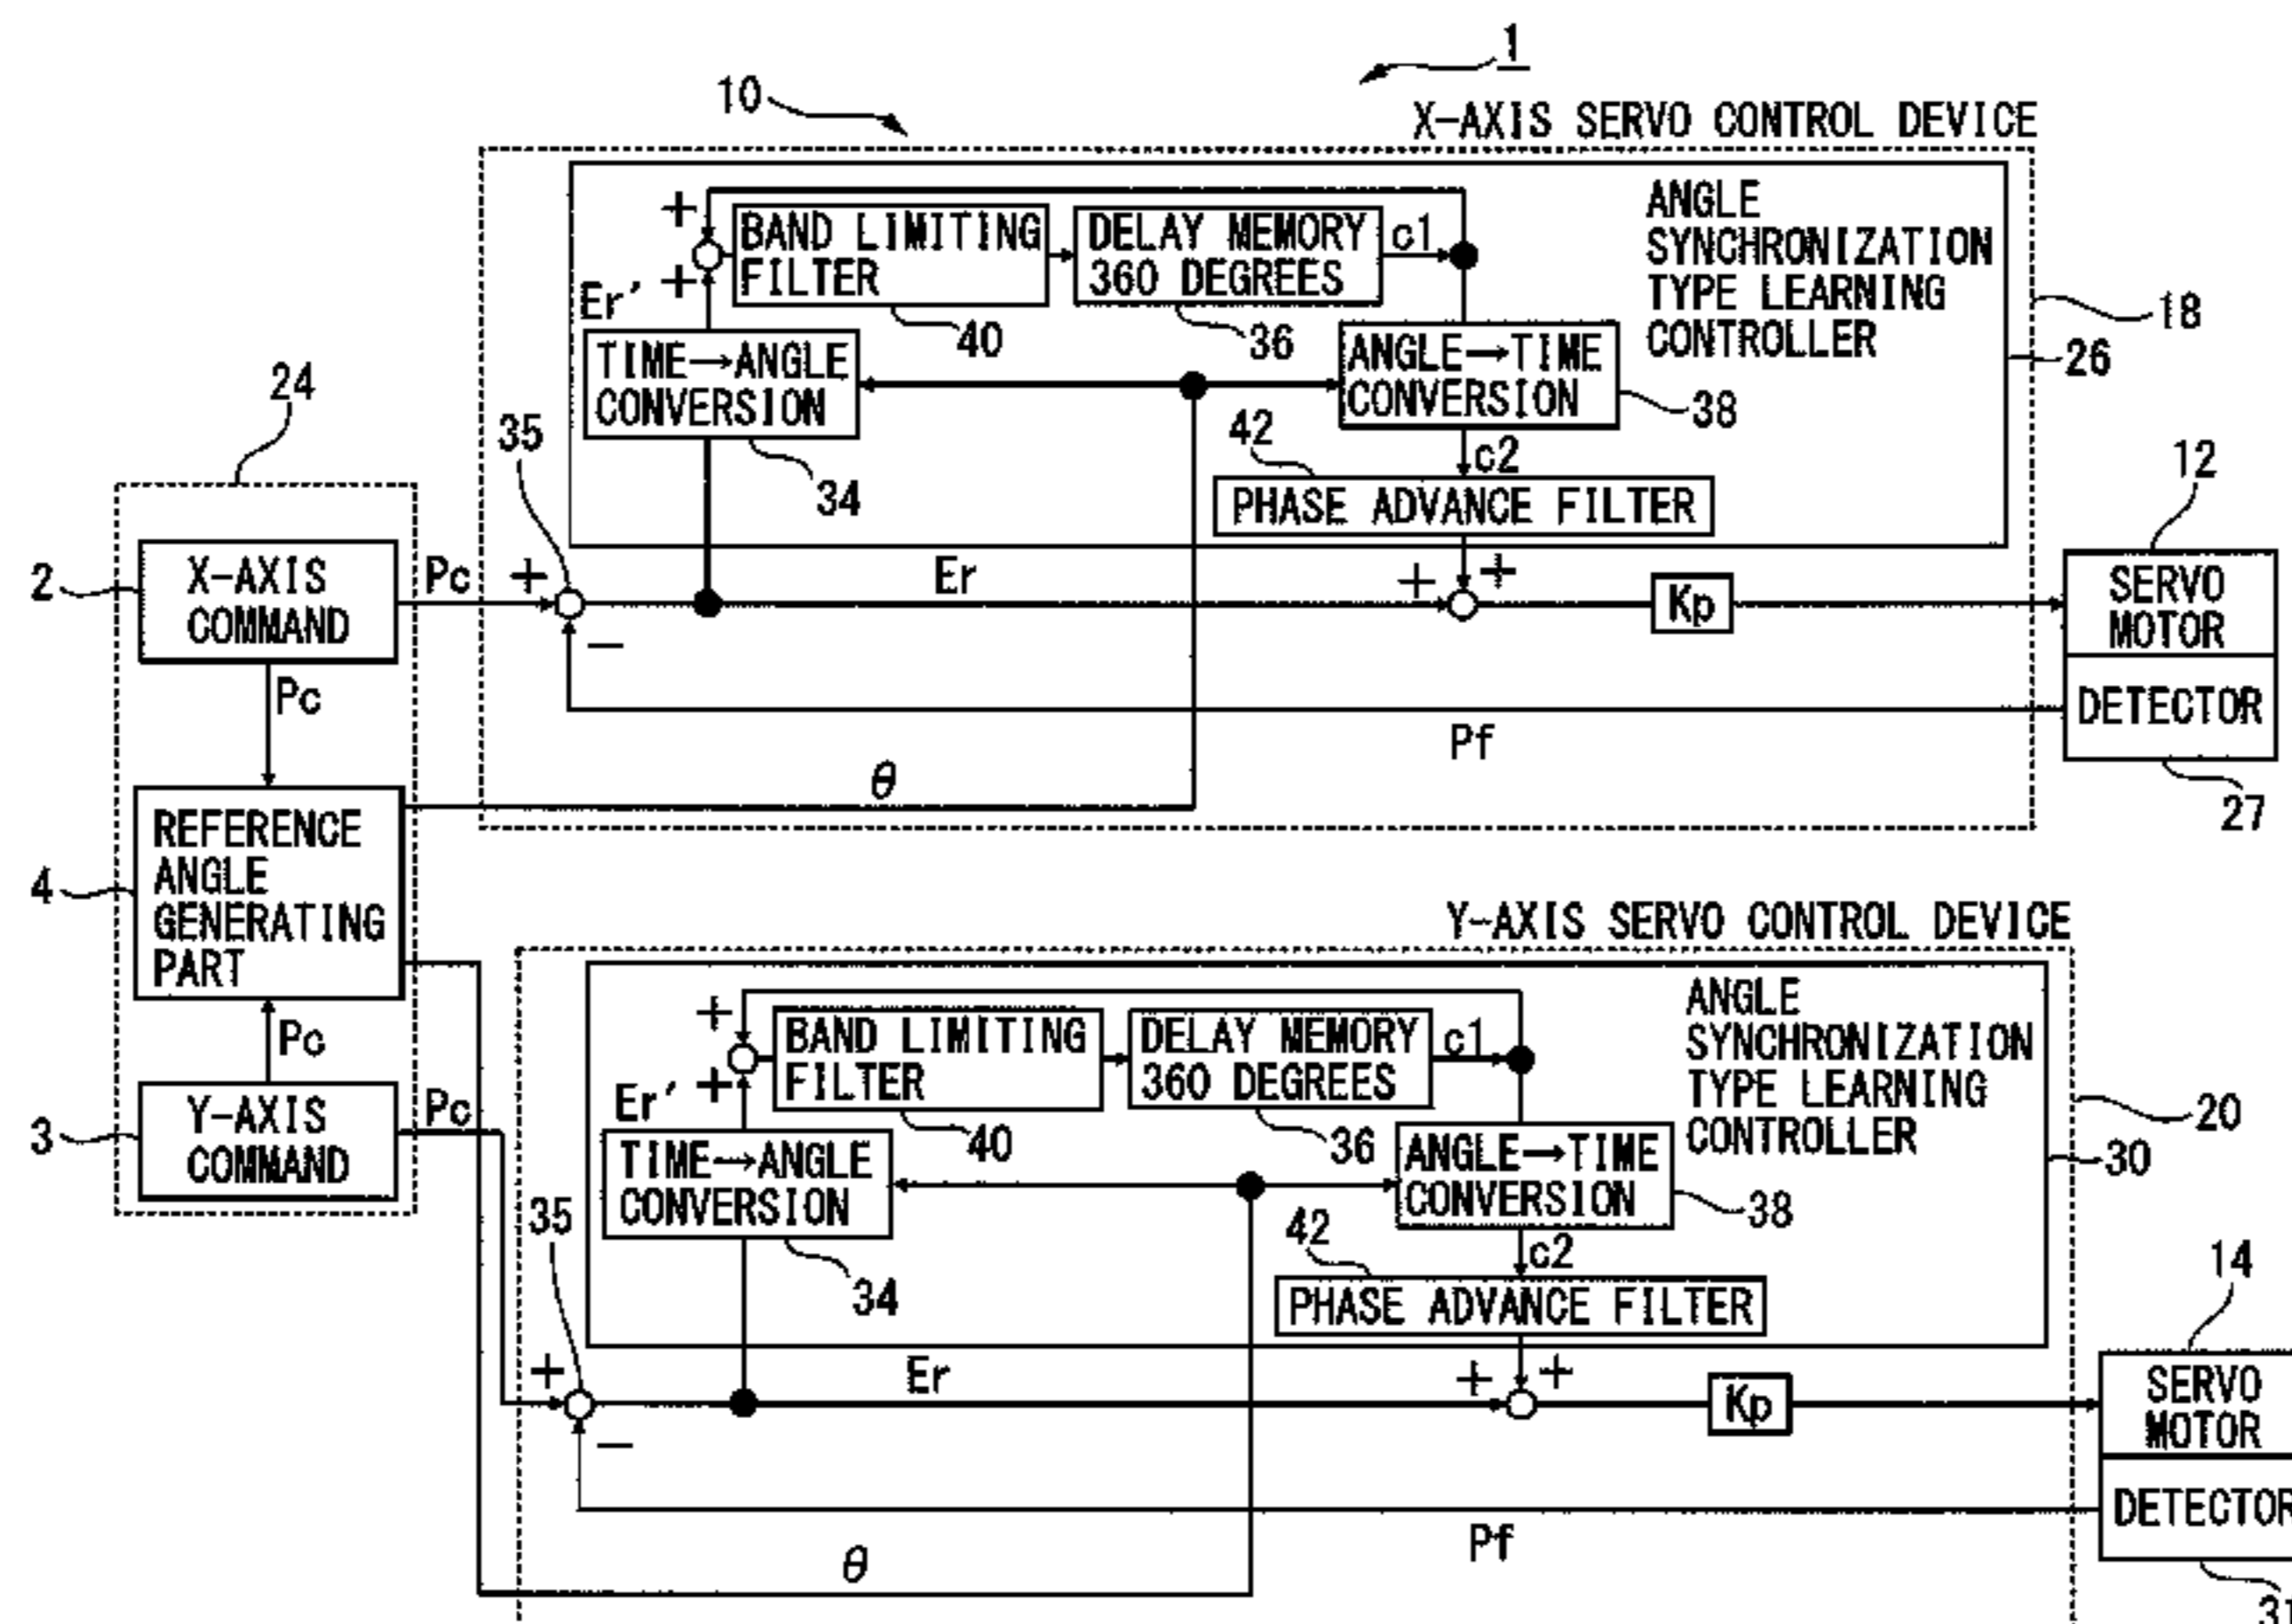 1
10
X-AXIS SERVO CONTROL DEVICE
+
BAND LIMITING
FILTER
DELAY MEMORY
360 DEGREES
c1
ANGLE
SYNCHRONIZATION
TYPE LEARNING
CONTROLLER
Er' +
40
36
18
26
TIME→ANGLE
CONVERSION
ANGLE→TIME
CONVERSION
38
24
35
34
42
c2
PHASE ADVANCE FILTER
12
2
X-AXIS
COMMAND
Pc
+
Er
+
+
Kp
SERVO
MOTOR
−
Pc
DETECTOR
Pf
θ
27
4
REFERENCE
ANGLE
GENERATING
PART
Y-AXIS SERVO CONTROL DEVICE
+
BAND LIMITING
FILTER
DELAY MEMORY
360 DEGREES
c1
ANGLE
SYNCHRONIZATION
TYPE LEARNING
CONTROLLER
Pc
Er' +
40
36
20
30
3
Y-AXIS
COMMAND
Pc
TIME→ANGLE
CONVERSION
ANGLE→TIME
CONVERSION
38
35
34
42
c2
PHASE ADVANCE FILTER
14
+
Er
+
+
Kp
SERVO
MOTOR
−
DETECTOR
Pf
θ